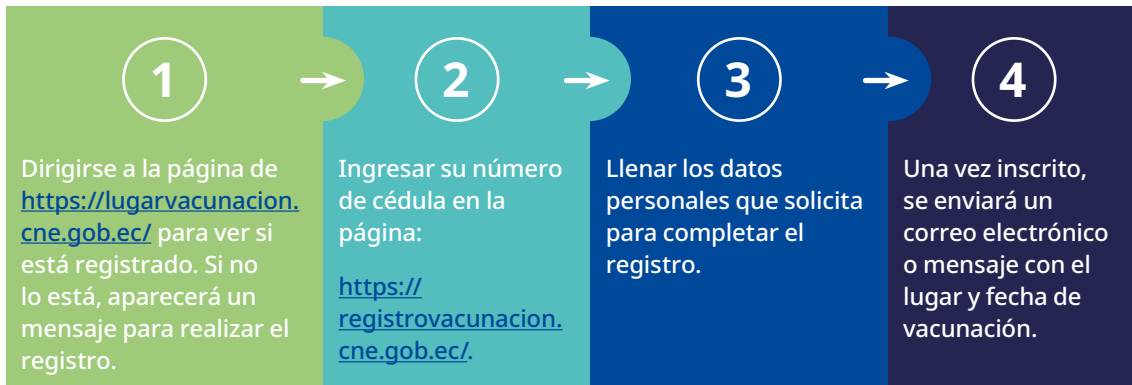 1
Dirigirse a la página de
https://lugarvacunacion.
cne.gob.ec/ para ver si
está registrado. Si no
lo está, aparecerá un
mensaje para realizar el
registro.
2
Ingresar su número
de cédula en la
página:
https://
registrovacunacion.
cne.gob.ec/.
3
Llenar los datos
personales que solicita
para completar el
registro.
4
Una vez inscrito,
se enviará un
correo electrónico
o mensaje con el
lugar y fecha de
vacunación.